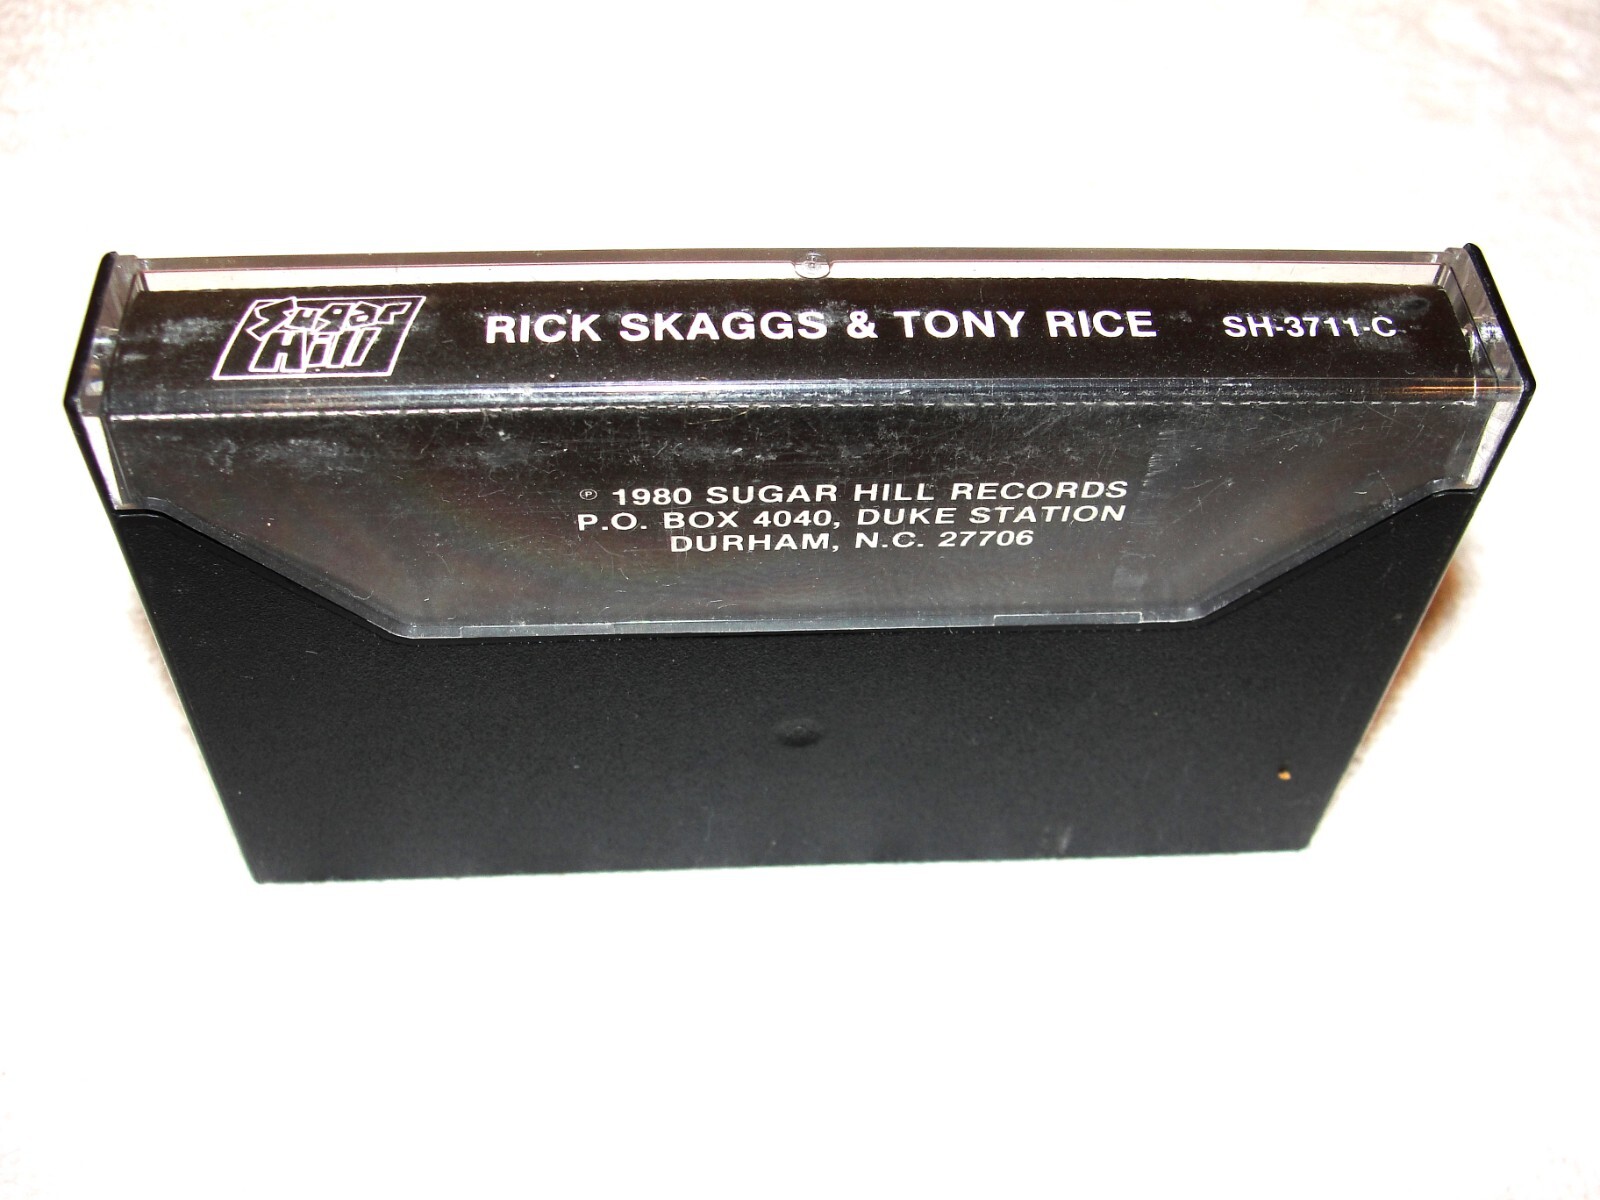 Sugar
Hill
RICK SKAGGS & TONY RICE
SH-3711-C
℗ 1980 SUGAR HILL RECORDS
P.O. BOX 4040, DUKE STATION
DURHAM, N.C. 27706